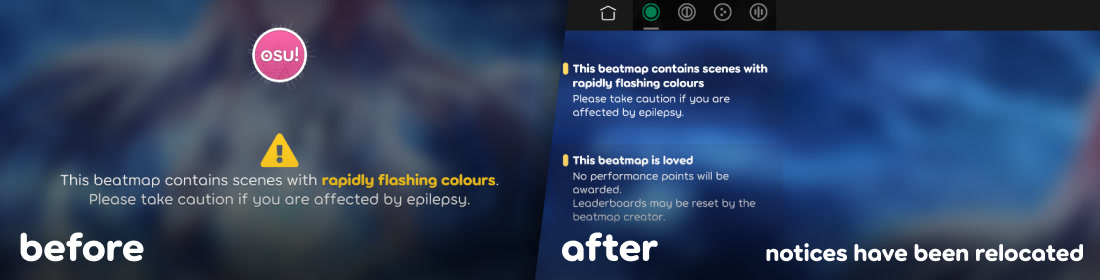 osu!
This beatmap contains scenes with rapidly flashing colours.
Please take caution if you are affected by epilepsy.
before
This beatmap contains scenes with
rapidly flashing colours
Please take caution if you are
affected by epilepsy.
This beatmap is loved
No performance points will be
awarded.
Leaderboards may be reset by the
beatmap creator.
after
notices have been relocated